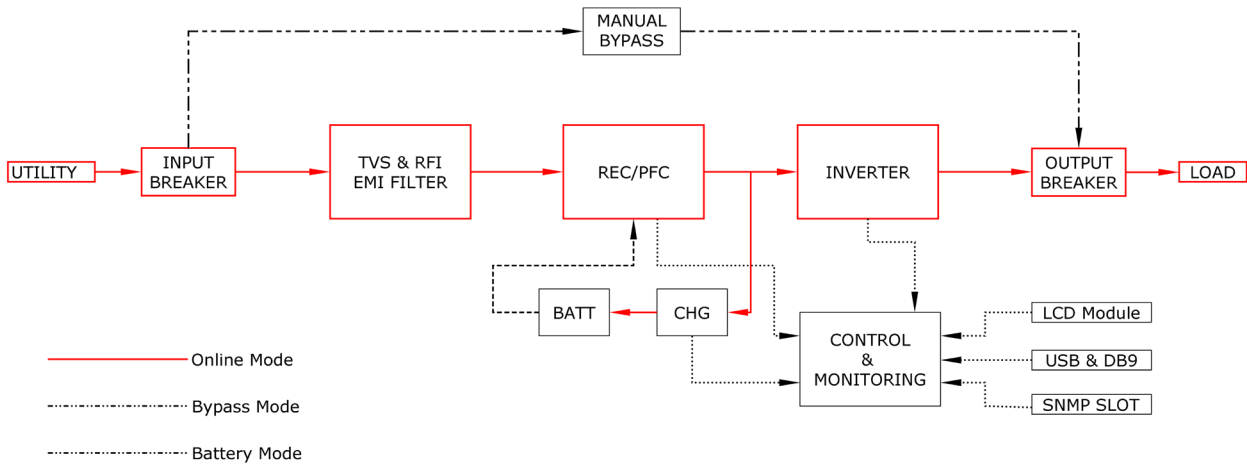 MANUAL
BYPASS
UTILITY
INPUT
BREAKER
TVS & RFI
EMI FILTER
REC/PFC
INVERTER
OUTPUT
BREAKER
LOAD
BATT
CHG
CONTROL
&
MONITORING
LCD Module
USB & DB9
SNMP SLOT
Online Mode
Bypass Mode
Battery Mode